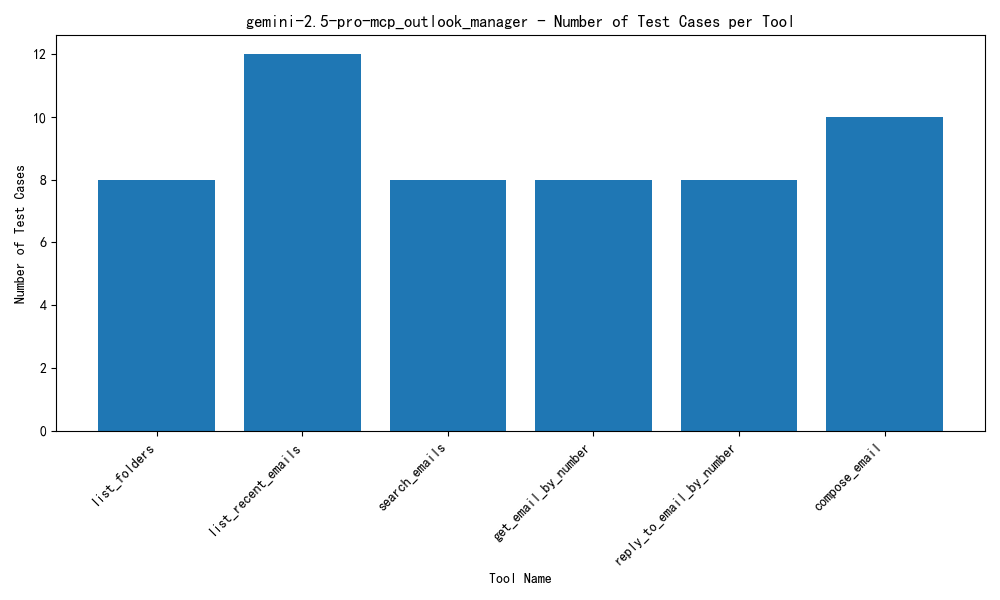 gemini-2.5-pro-mcp_outlook_manager - Number of Test Cases per Tool
Number of Test Cases
12
10
8
6
4
2
0
list_folders
list_recent_emails
search_emails
get_email_by_number
reply_to_email_by_number
compose_email
Tool Name